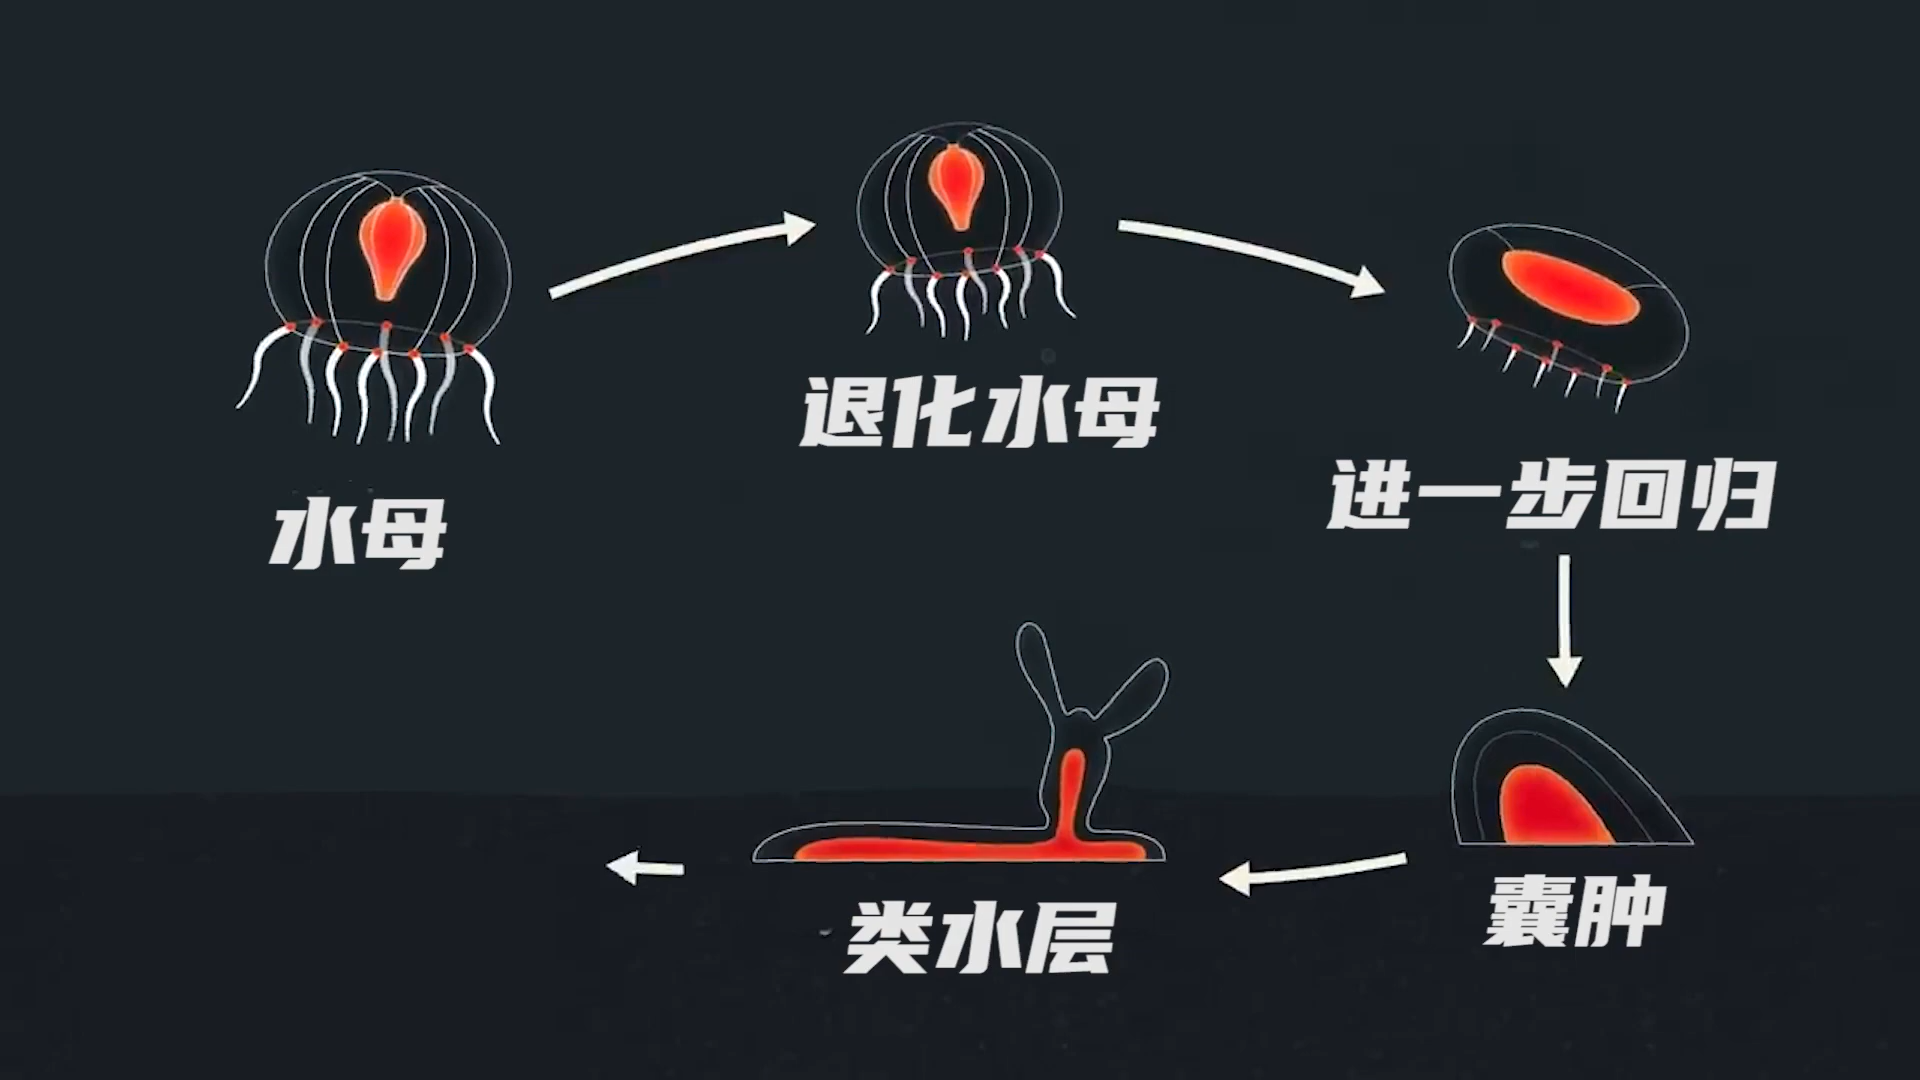 水母
退化水母
进一步回归
囊肿
类水层